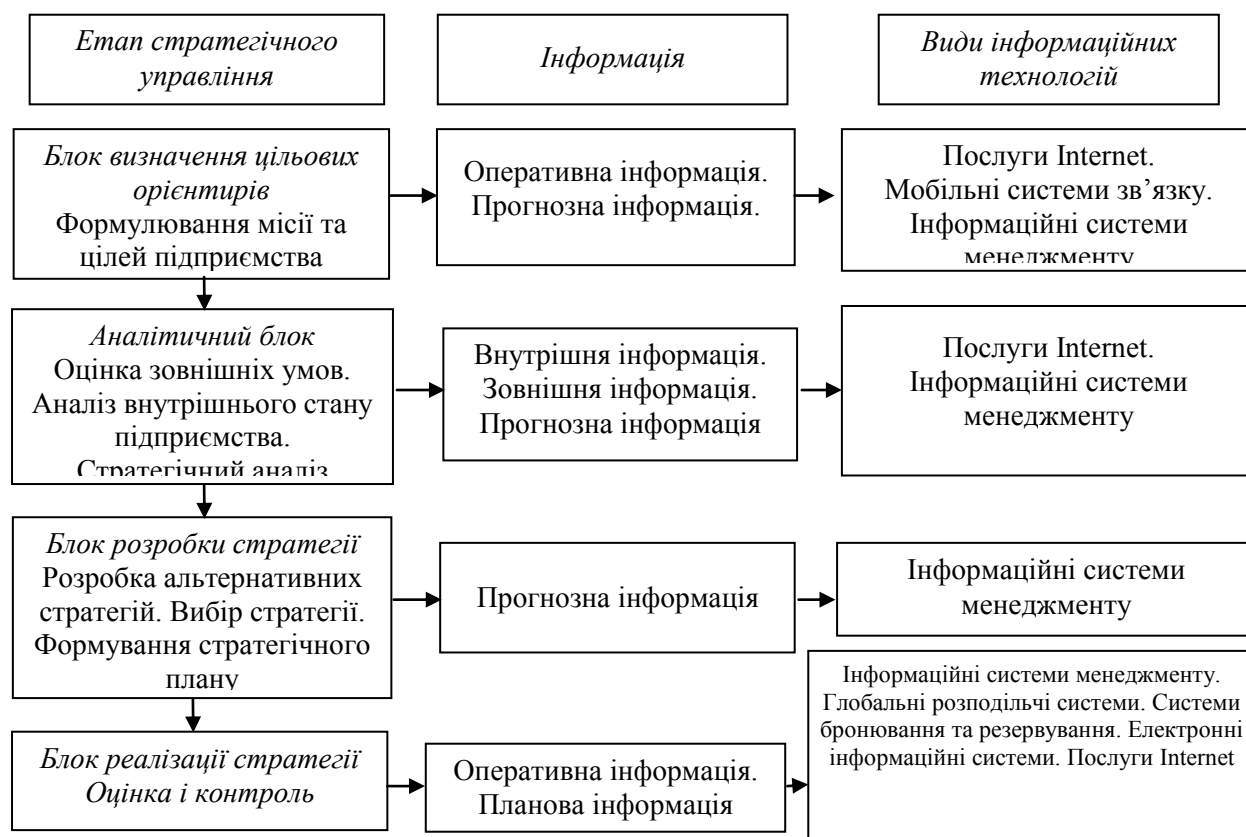 Етап стратегічного
управління
Інформація
Види інформаційних
технологій
Блок визначення цільових
орієнтирів
Формулювання місії та
цілей підприємства
Оперативна інформація.
Прогнозна інформація.
Послуги Internet.
Мобільні системи зв’язку.
Інформаційні системи
менеджменту
Аналітичний блок
Оцінка зовнішніх умов.
Аналіз внутрішнього стану
підприємства.
Стратегічний аналіз
Внутрішня інформація.
Зовнішня інформація.
Прогнозна інформація
Послуги Internet.
Інформаційні системи
менеджменту
Блок розробки стратегії
Розробка альтернативних
стратегій. Вибір стратегії.
Формування стратегічного
плану
Прогнозна інформація
Інформаційні системи
менеджменту
Блок реалізації стратегії
Оцінка і контроль
Оперативна інформація.
Планова інформація
Інформаційні системи менеджменту.
Глобальні розподільчі системи. Системи
бронювання та резервування. Електронні
інформаційні системи. Послуги Internet